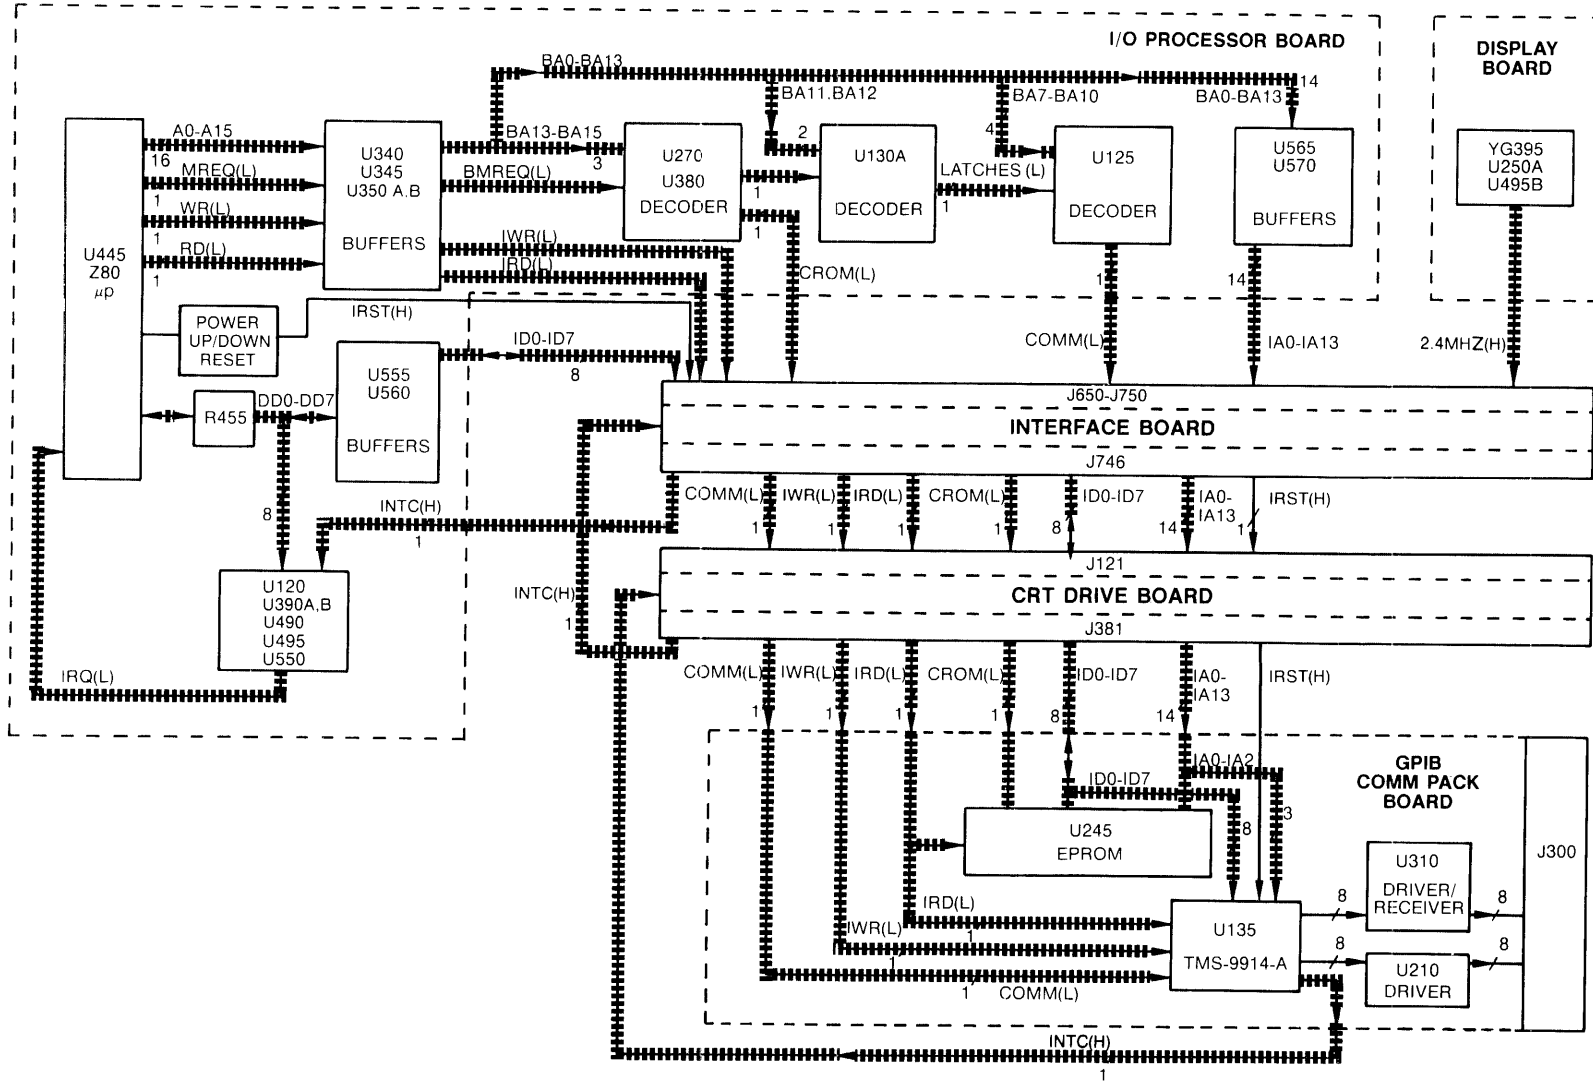 I/O PROCESSOR BOARD
DISPLAY
BOARD
BA0-BA13
BA11.BA12
BA7-BA10
BA0-BA13
14
A0-A15
16
MREQ(L)
1
WR(L)
1
RD(L)
1
U445
Z80
µp
U340
U345
U350 A,B
BUFFERS
BA13-BA15
3
BMREQ(L)
U270
U380
DECODER
1
1
2
U130A
DECODER
LATCHES(L)
1
4
U125
DECODER
U565
U570
BUFFERS
YG395
U250A
U495B
IWR(L)
IRD(L)
CROM(L)
1
14
IRST(H)
POWER
UP/DOWN
RESET
ID0-ID7
8
COMM(L)
IA0-IA13
2.4MHZ(H)
U555
U560
BUFFERS
R455
DD0-DD7
8
J650-J750
INTERFACE BOARD
J746
INTC(H)
1
COMM(L)
1
IWR(L)
1
IRD(L)
1
CROM(L)
1
ID0-ID7
8
IA0-
IA13
14
IRST(H)
1
J121
CRT DRIVE BOARD
J381
INTC(H)
1
U120
U390A,B
U490
U495
U550
IRQ(L)
COMM(L)
1
IWR(L)
1
IRD(L)
1
CROM(L)
1
ID0-ID7
8
IA0-
IA13
14
IRST(H)
GPIB
COMM PACK
BOARD
IA0-IA2
3
ID0-ID7
8
U245
EPROM
J300
U310
DRIVER/
RECEIVER
8
8
IRD(L)
1
IWR(L)
1
COMM(L)
1
U135
TMS-9914-A
8
8
U210
DRIVER
INTC(H)
1